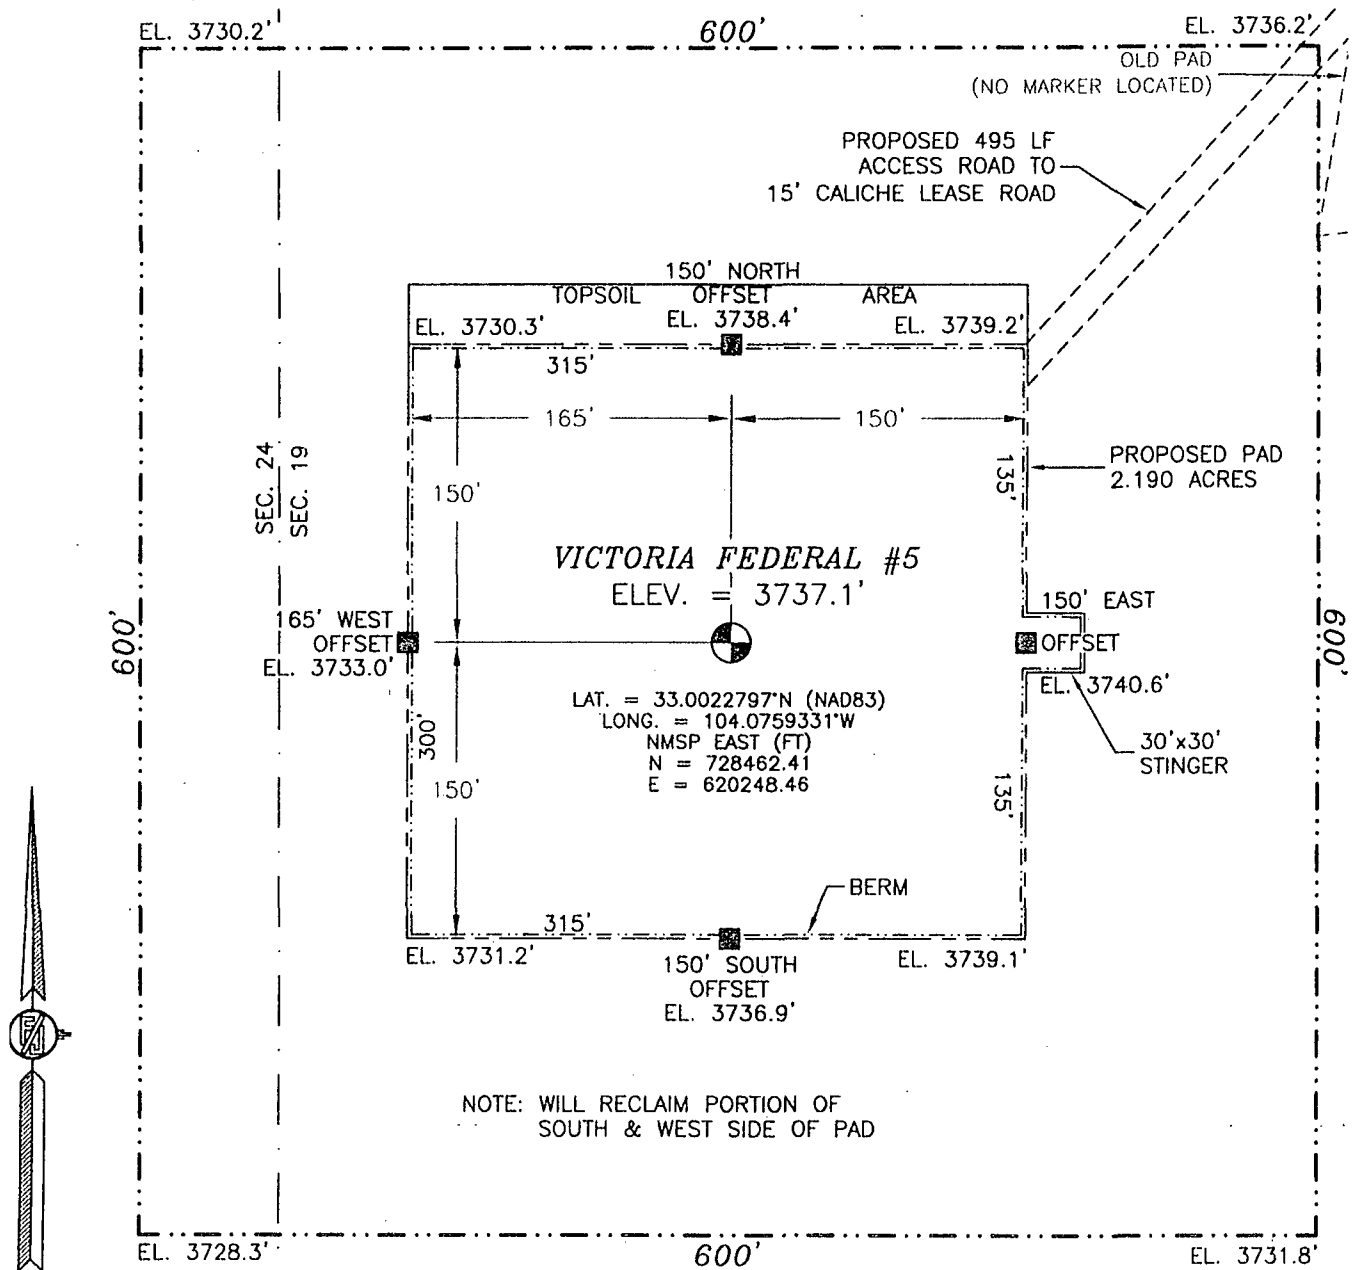 EL. 3730.2'
600'
EL. 3736.2'
OLD PAD
(NO MARKER LOCATED)
PROPOSED 495 LF
ACCESS ROAD TO
15' CALICHE LEASE ROAD
150' NORTH
TOPSOIL OFFSET AREA
EL. 3730.3'
EL. 3738.4'
EL. 3739.2'
315'
165'
150'
SEC. 24
SEC. 19
150'
135'
PROPOSED PAD
2.190 ACRES
VICTORIA FEDERAL #5
ELEV. = 3737.1'
600'
165' WEST
OFFSET
EL. 3733.0'
150' EAST
OFFSET
EL. 3740.6'
600'
LAT. = 33.0022797°N (NAD83)
LONG. = 104.0759331°W
NMSP EAST (FT)
N = 728462.41
E = 620248.46
300'
150'
30'x30'
STINGER
135'
BERM
315'
EL. 3731.2'
150' SOUTH
OFFSET
EL. 3736.9'
EL. 3739.1'
NOTE: WILL RECLAIM PORTION OF
SOUTH & WEST SIDE OF PAD
EL. 3728.3'
600'
EL. 3731.8'